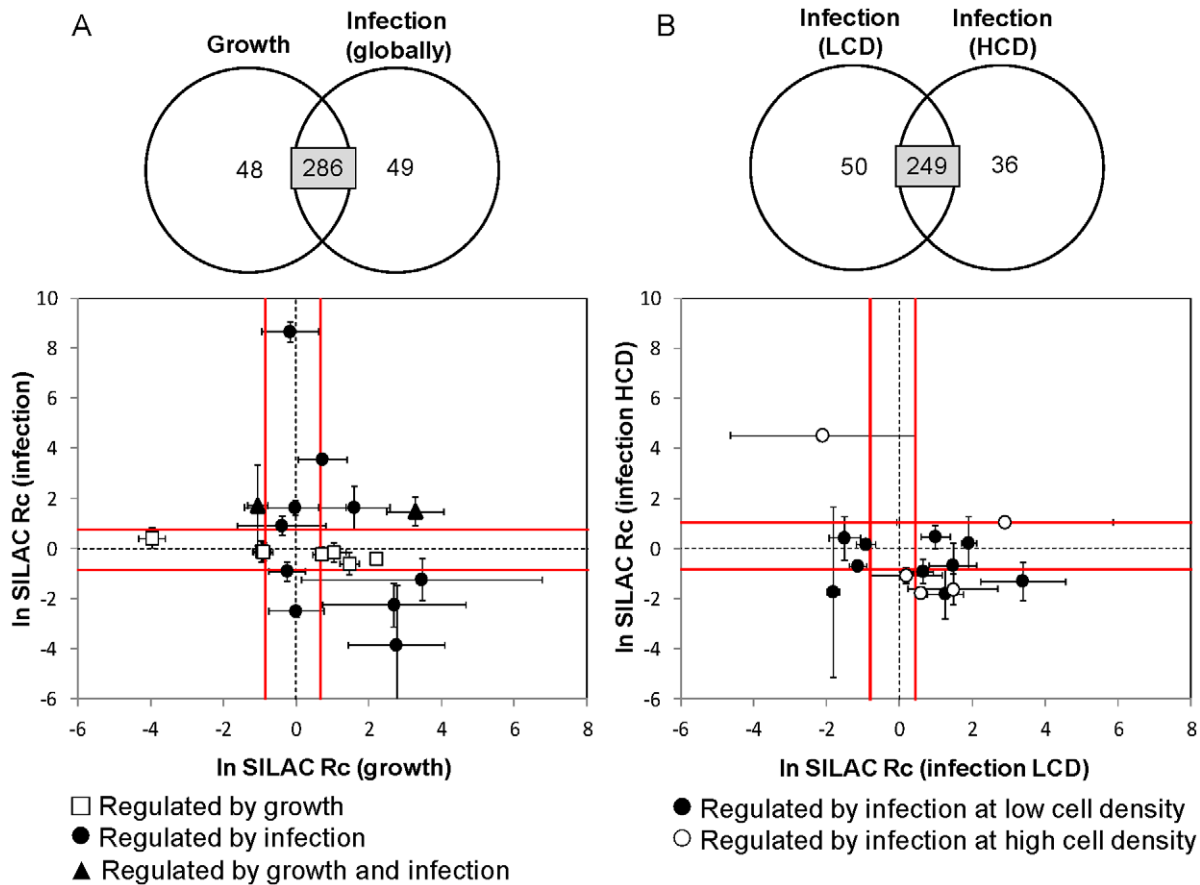 A
Growth
Infection
(globally)
48
286
49
10
8
6
4
2
0
-2
-4
-6
ln SILAC Rc (infection)
-6
-4
-2
0
2
4
6
8
ln SILAC Rc (growth)
Regulated by growth
Regulated by infection
Regulated by growth and infection
B
Infection
(LCD)
Infection
(HCD)
50
249
36
10
8
6
4
2
0
-2
-4
-6
ln SILAC Rc (infection HCD)
-6
-4
-2
0
2
4
6
8
ln SILAC Rc (infection LCD)
Regulated by infection at low cell density
Regulated by infection at high cell density